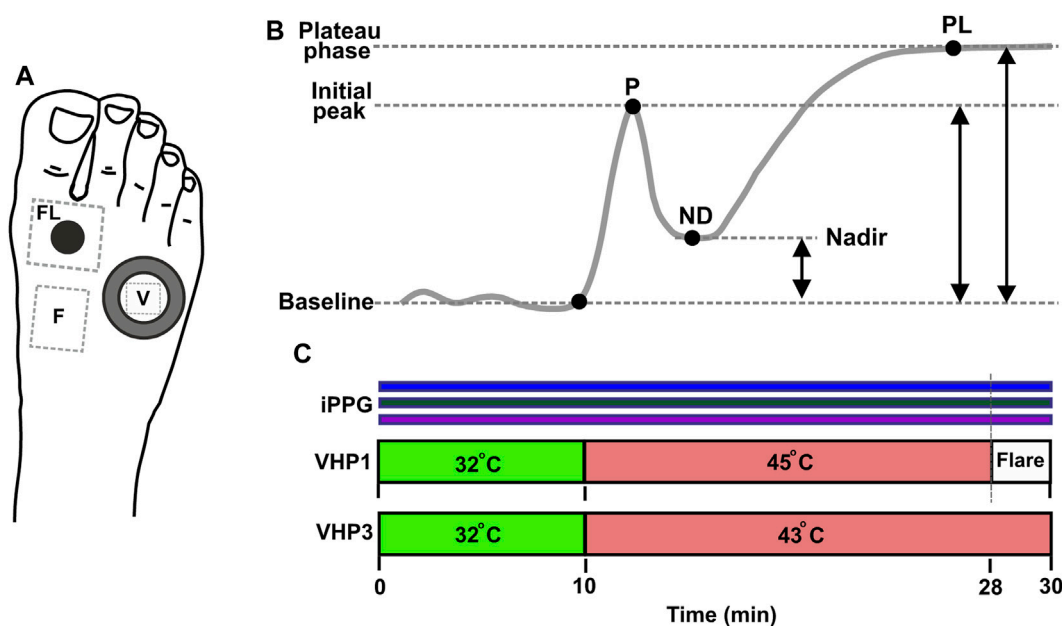 A
FL
F
V
B
Plateau
phase
PL
Initial
peak
P
ND
Nadir
Baseline
C
iPPG
VHP1
32°C
45°C
Flare
VHP3
32°C
43°C
0
10
28
30
Time (min)